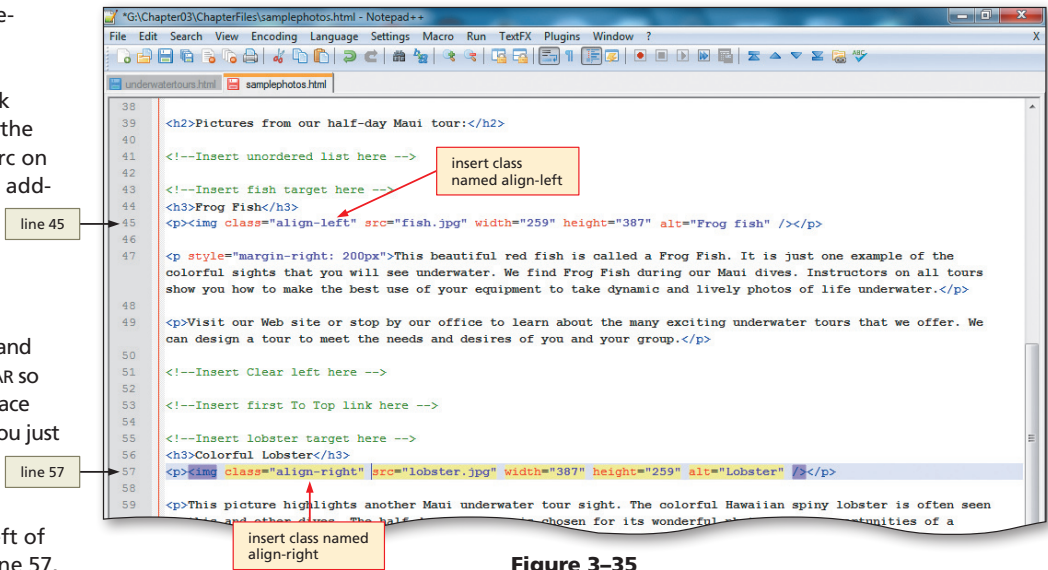 e-
k
the
rc on
add-
line 45
and
AR so
ace
ou just
line 57
ft of
ne 57.
*G:\Chapter03\ChapterFiles\samplephotos.html - Notepad++
File Edit Search View Encoding Language Settings Macro Run TextFX Plugins Window ? X
underwatertours.html samplephotos.html
38
39 <h2>Pictures from our half-day Maui tour:</h2>
40
41 <!--Insert unordered list here -->
42
insert class
named align-left
43 <!--Insert fish target here -->
44 <h3>Frog Fish</h3>
45 <p><img class="align-left" src="fish.jpg" width="259" height="387" alt="Frog fish" /></p>
46
47 <p style="margin-right: 200px">This beautiful red fish is called a Frog Fish. It is just one example of the
colorful sights that you will see underwater. We find Frog Fish during our Maui dives. Instructors on all tours
show you how to make the best use of your equipment to take dynamic and lively photos of life underwater.</p>
48
49 <p>Visit our Web site or stop by our office to learn about the many exciting underwater tours that we offer. We
can design a tour to meet the needs and desires of you and your group.</p>
50
51 <!--Insert Clear left here -->
52
53 <!--Insert first To Top link here -->
54
55 <!--Insert lobster target here -->
56 <h3>Colorful Lobster</h3>
57 <p><img class="align-right" src="lobster.jpg" width="387" height="259" alt="Lobster" /></p>
58
59 <p>This picture highlights another Maui underwater tour sight. The colorful Hawaiian spiny lobster is often seen
and other dives. The half chosen for its wonderful of a
insert class named
align-right
Figure 3–35